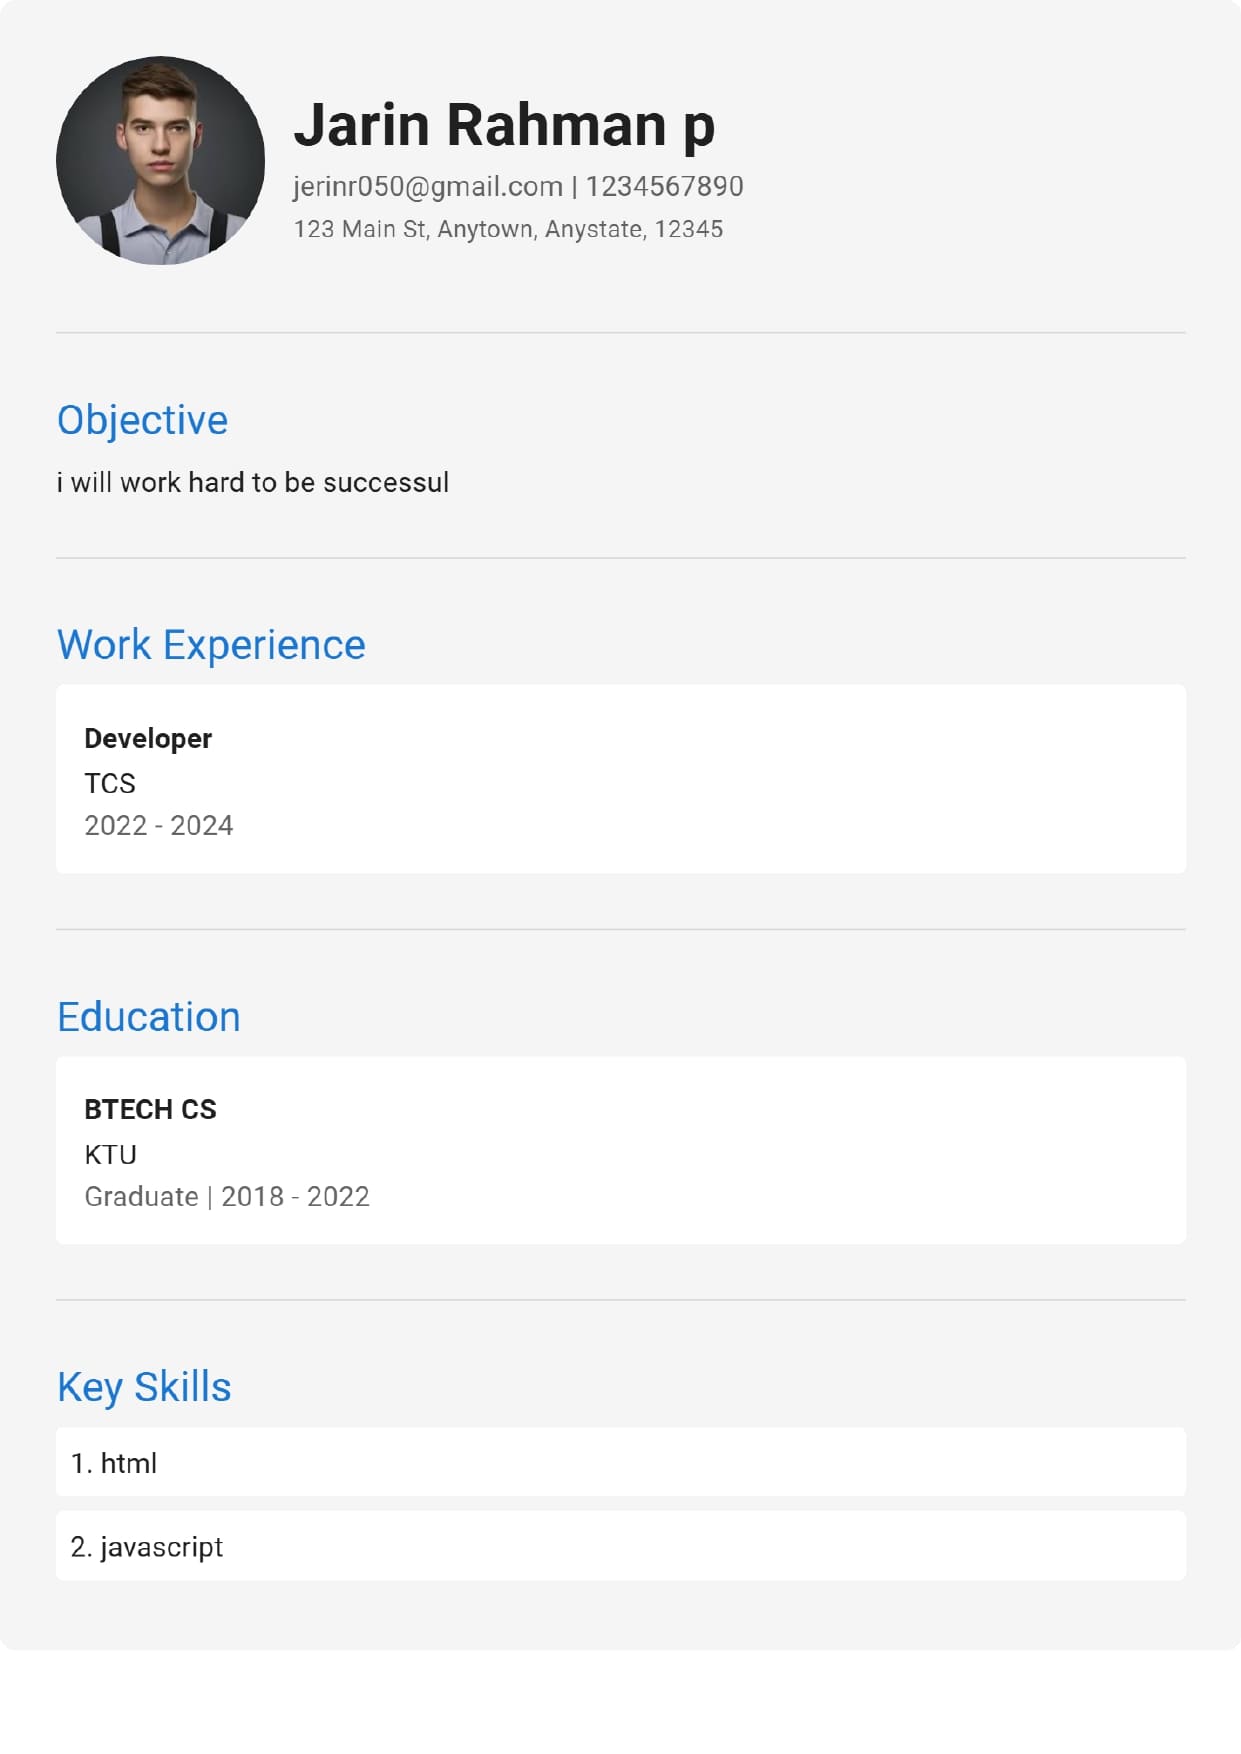 Jarin Rahman p
jerinr050@gmail.com | 1234567890
123 Main St, Anytown, Anystate, 12345
Objective
i will work hard to be successul
Work Experience
Developer
TCS
2022 - 2024
Education
BTECH CS
KTU
Graduate | 2018 - 2022
Key Skills
1. html
2. javascript